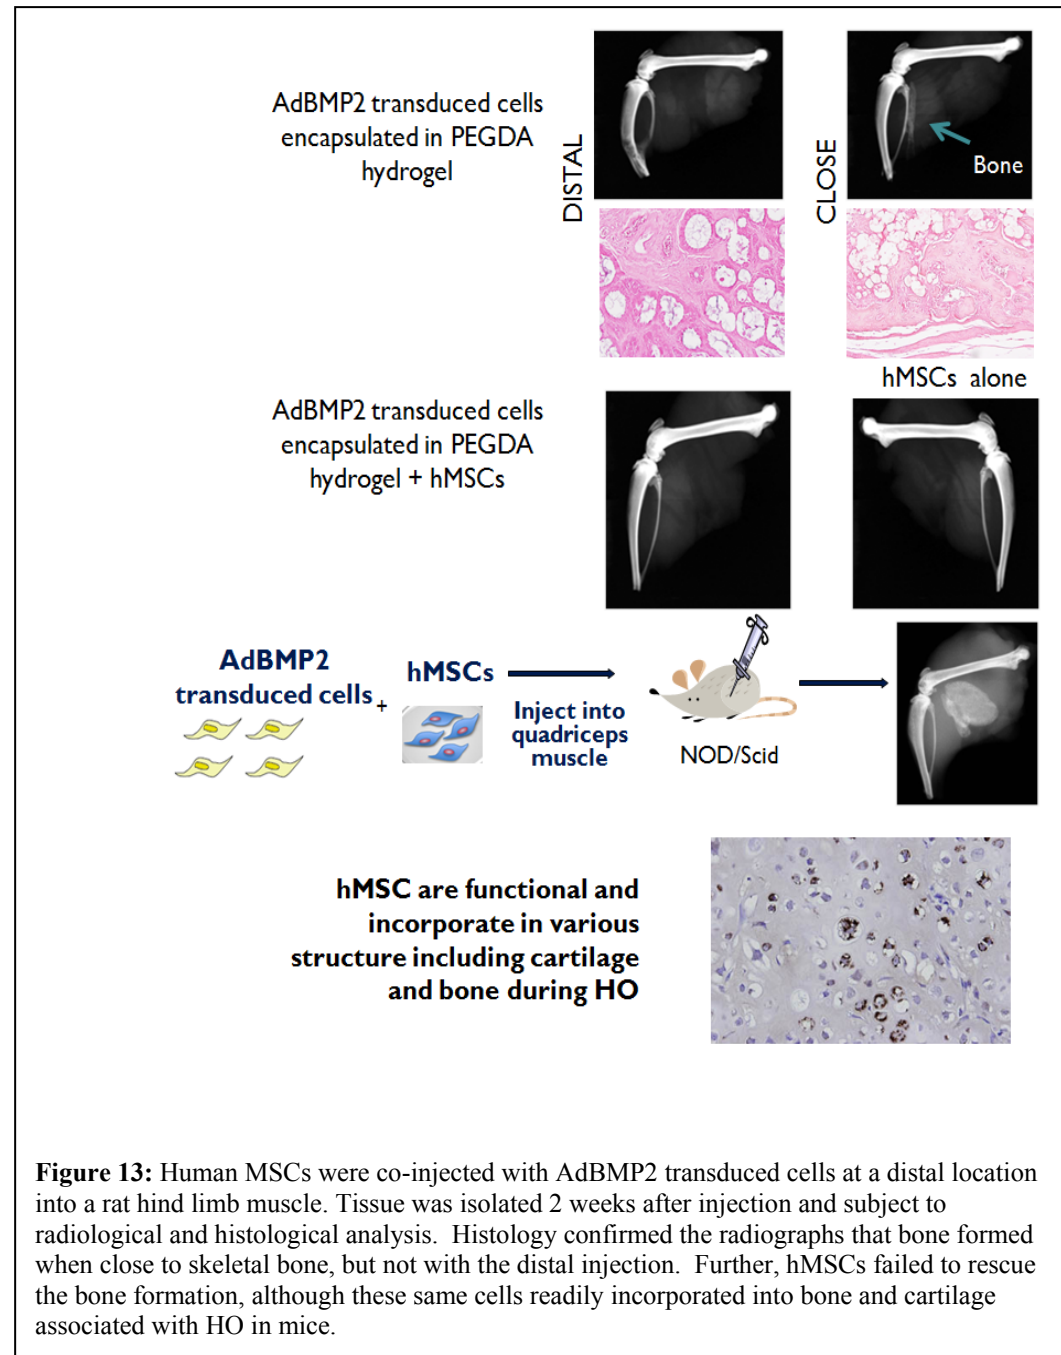 AdBMP2 transduced cells
encapsulated in PEGDA
hydrogel
DISTAL
CLOSE
Bone
hMSCs alone
AdBMP2 transduced cells
encapsulated in PEGDA
hydrogel + hMSCs
AdBMP2
transduced cells
+
hMSCs
Inject into
quadriceps
muscle
NOD/Scid
hMSC are functional and
incorporate in various
structure including cartilage
and bone during HO
Figure 13: Human MSCs were co-injected with AdBMP2 transduced cells at a distal location
into a rat hind limb muscle. Tissue was isolated 2 weeks after injection and subject to
radiological and histological analysis.  Histology confirmed the radiographs that bone formed
when close to skeletal bone, but not with the distal injection.  Further, hMSCs failed to rescue
the bone formation, although these same cells readily incorporated into bone and cartilage
associated with HO in mice.